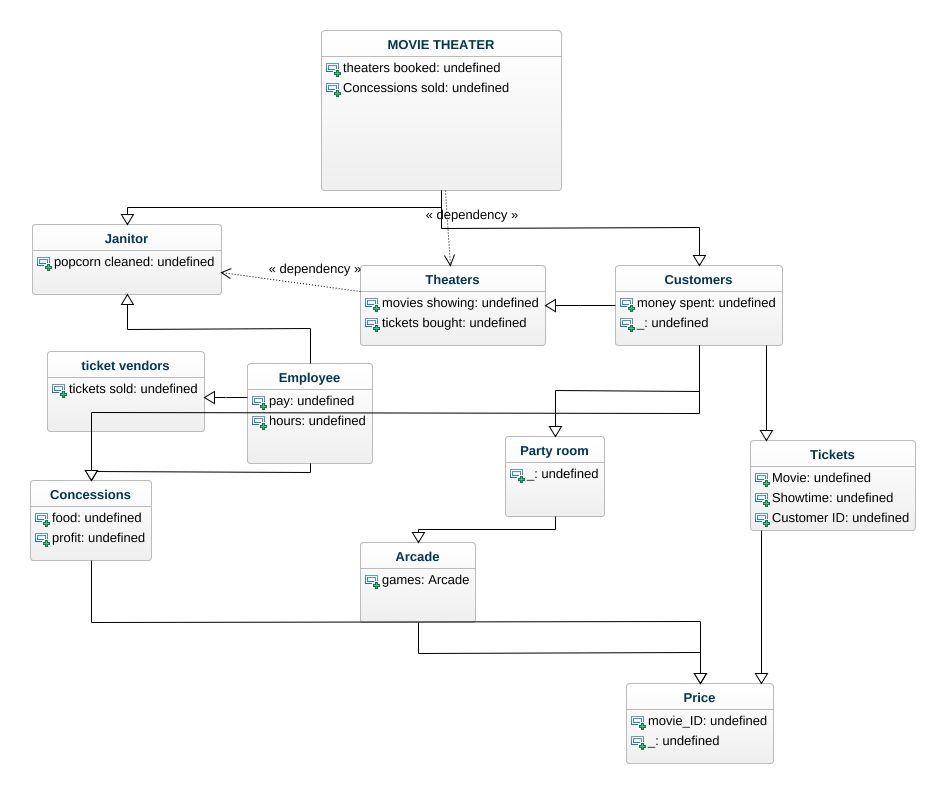 MOVIE THEATER
theaters booked: undefined
Concessions sold: undefined
« dependency »
Janitor
popcorn cleaned: undefined
« dependency »
Theaters
movies showing: undefined
tickets bought: undefined
Customers
money spent: undefined
_: undefined
ticket vendors
tickets sold: undefined
Employee
pay: undefined
hours: undefined
Party room
_: undefined
Tickets
Movie: undefined
Showtime: undefined
Customer ID: undefined
Concessions
food: undefined
profit: undefined
Arcade
games: Arcade
Price
movie_ID: undefined
_: undefined